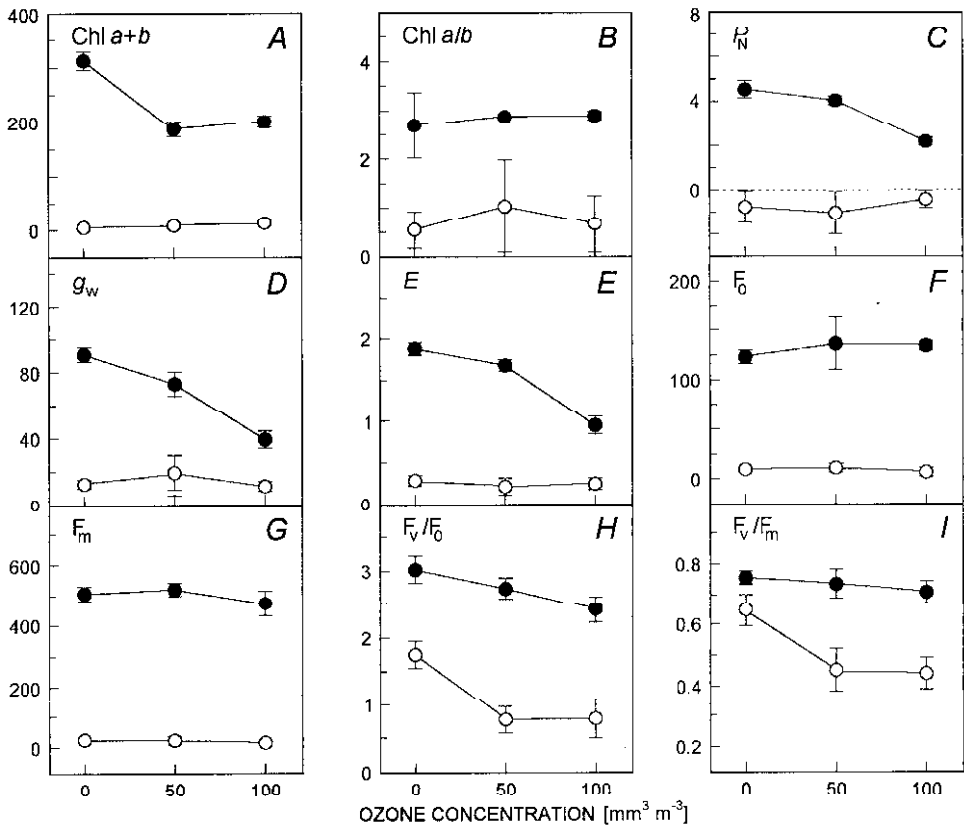 400
Chl a+b
A
200
0
Chl a/b
B
4
2
0
8
P_N
C
4
0
g_w
D
120
80
40
0
E
E
2
1
0
F_0
F
200
100
0
F_m
G
600
400
200
0
F_v/F_0
H
3
2
1
0
F_v/F_m
I
0.8
0.6
0.4
0.2
0 50 100
0 50 100
0 50 100
OZONE CONCENTRATION [mm³ m⁻³]